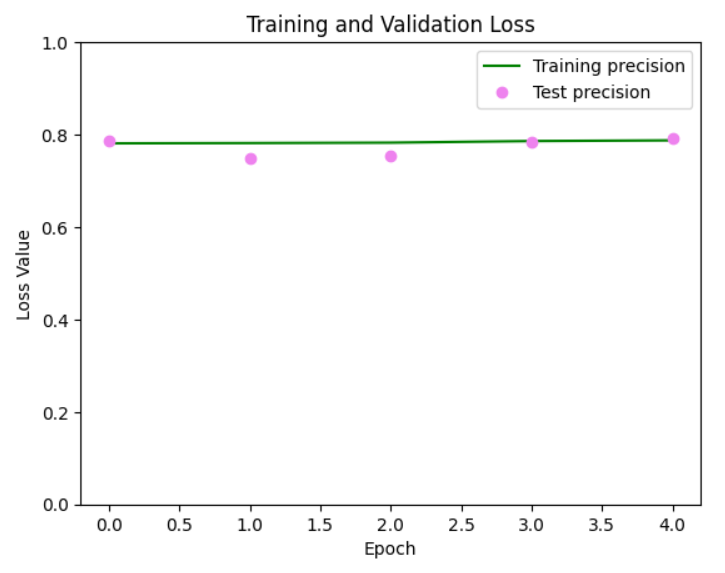 Training and Validation Loss
1.0
0.8
0.6
0.4
0.2
0.0
Loss Value
Training precision
Test precision
0.0 0.5 1.0 1.5 2.0 2.5 3.0 3.5 4.0
Epoch